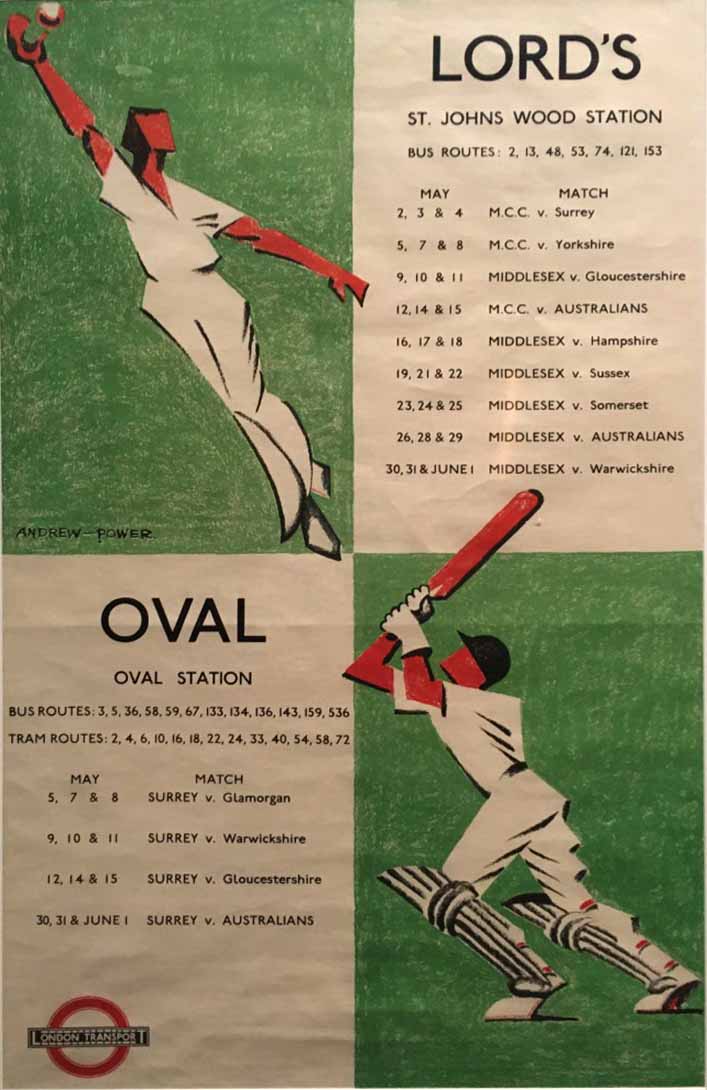 LORD'S
ST. JOHNS WOOD STATION
BUS ROUTES: 2, 13, 48, 53, 74, 121, 153
MAY MATCH
2, 3 & 4 M.C.C. v. Surrey
5, 7 & 8 M.C.C. v. Yorkshire
9, 10 & 11 MIDDLESEX v. Gloucestershire
12, 14 & 15 M.C.C. v. AUSTRALIANS
16, 17 & 18 MIDDLESEX v. Hampshire
19, 21 & 22 MIDDLESEX v. Sussex
23, 24 & 25 MIDDLESEX v. Somerset
26, 28 & 29 MIDDLESEX v. AUSTRALIANS
30, 31 & JUNE 1 MIDDLESEX v. Warwickshire
ANDREW-POWER.
OVAL
OVAL STATION
BUS ROUTES: 3, 5, 36, 58, 59, 67, 133, 134, 136, 143, 159, 536
TRAM ROUTES: 2, 4, 6, 10, 16, 18, 22, 24, 33, 40, 54, 58, 72
MAY MATCH
5, 7 & 8 SURREY v. Glamorgan
9, 10 & 11 SURREY v. Warwickshire
12, 14 & 15 SURREY v. Gloucestershire
30, 31 & JUNE 1 SURREY v. AUSTRALIANS
LONDON TRANSPORT